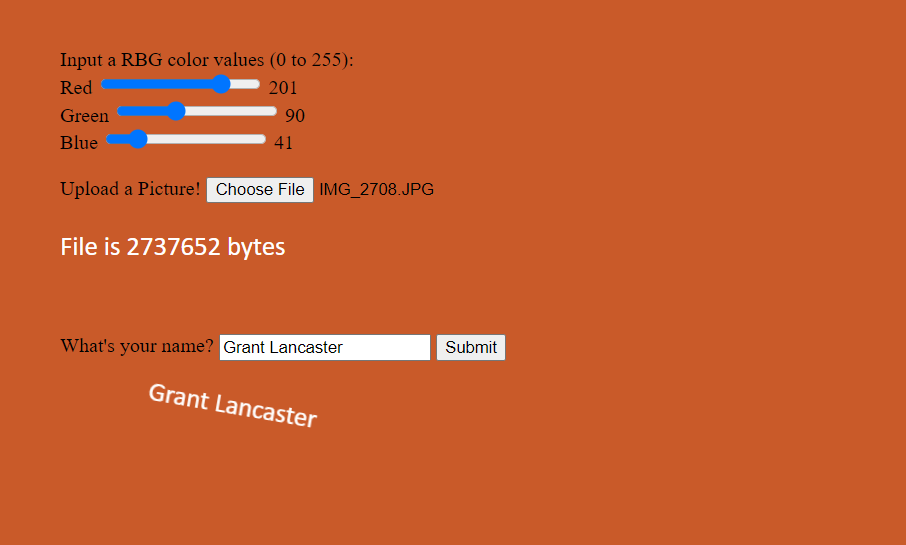 Input a RBG color values (0 to 255):
Red 201
Green 90
Blue 41
Upload a Picture! Choose File IMG_2708.JPG
File is 2737652 bytes
What's your name? Grant Lancaster Submit
Grant Lancaster